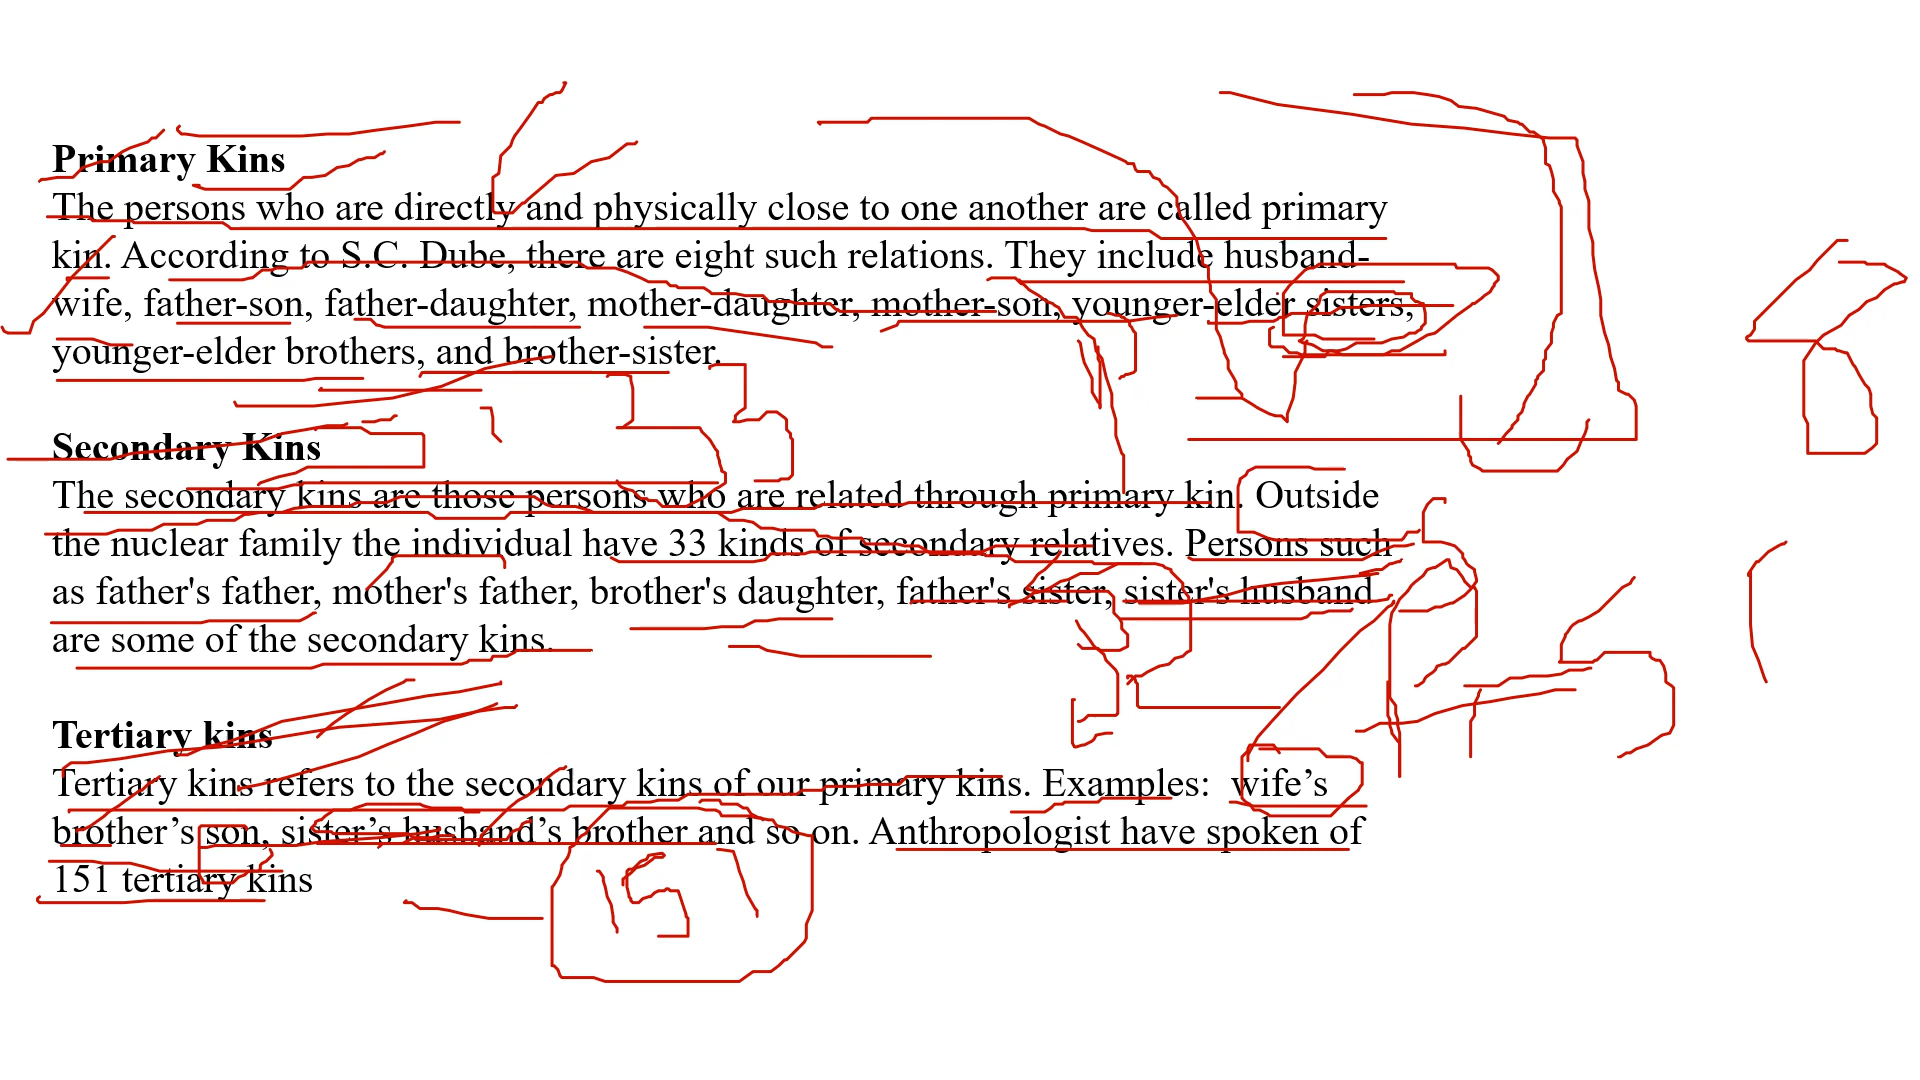 Primary Kins
The persons who are directly and physically close to one another are called primary
kin. According to S.C. Dube, there are eight such relations. They include husband-
wife, father-son, father-daughter, mother-daughter, mother-son, younger-elder sisters,
younger-elder brothers, and brother-sister.
8
Secondary Kins
The secondary kins are those persons who are related through primary kin. Outside
the nuclear family the individual have 33 kinds of secondary relatives. Persons such
as father's father, mother's father, brother's daughter, father's sister, sister's husband
are some of the secondary kins.
33
Tertiary kins
Tertiary kins refers to the secondary kins of our primary kins. Examples:  wife’s
brother’s son, sister’s husband’s brother and so on. Anthropologist have spoken of
151 tertiary kins
151